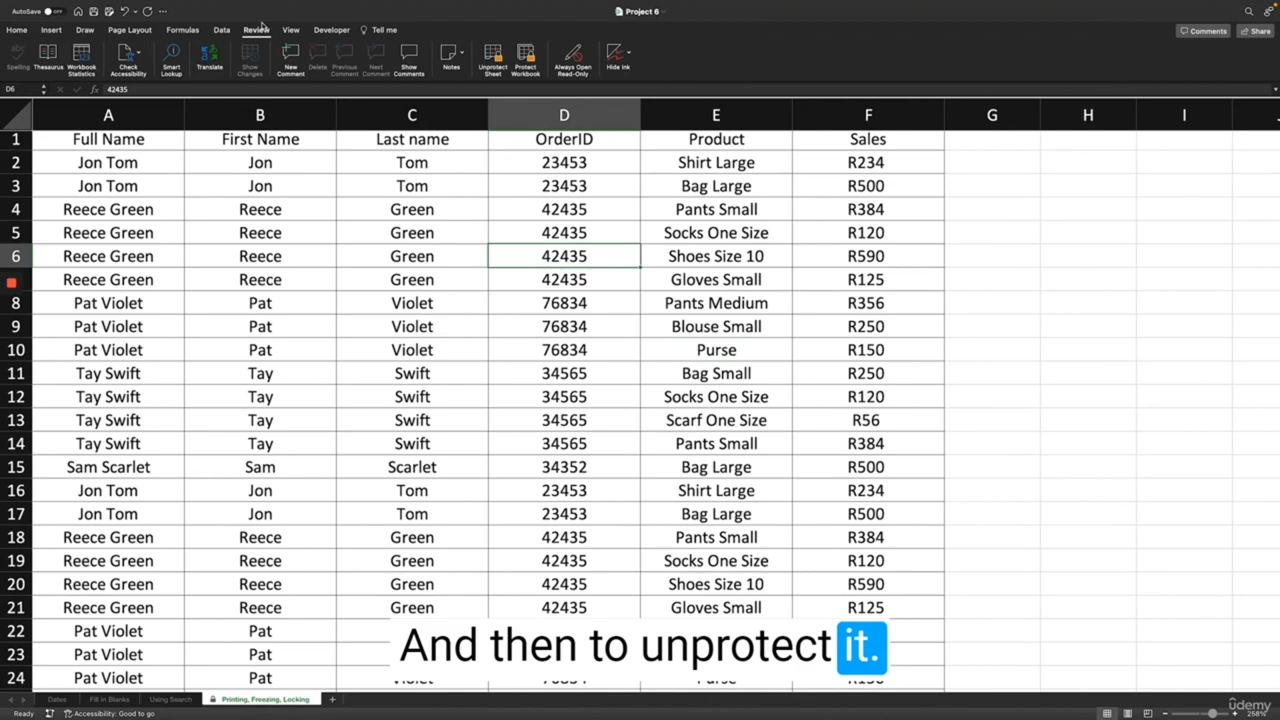 AutoSave OFF Project 6
Home Insert Draw Page Layout Formulas Data Review View Developer Tell me Comments Share
Spelling Thesaurus Workbook Statistics Check Accessibility Smart Lookup Translate Show Changes New Comment Delete Previous Comment Next Comment Show Comments Notes Unprotect Sheet Protect Workbook Always Open Read-Only Hide Ink
D6 fx 42435
A B C D E F G H I
1 Full Name First Name Last name OrderID Product Sales
2 Jon Tom Jon Tom 23453 Shirt Large R234
3 Jon Tom Jon Tom 23453 Bag Large R500
4 Reece Green Reece Green 42435 Pants Small R384
5 Reece Green Reece Green 42435 Socks One Size R120
6 Reece Green Reece Green 42435 Shoes Size 10 R590
Reece Green Reece Green 42435 Gloves Small R125
8 Pat Violet Pat Violet 76834 Pants Medium R356
9 Pat Violet Pat Violet 76834 Blouse Small R250
10 Pat Violet Pat Violet 76834 Purse R150
11 Tay Swift Tay Swift 34565 Bag Small R250
12 Tay Swift Tay Swift 34565 Socks One Size R120
13 Tay Swift Tay Swift 34565 Scarf One Size R56
14 Tay Swift Tay Swift 34565 Pants Small R384
15 Sam Scarlet Sam Scarlet 34352 Bag Large R500
16 Jon Tom Jon Tom 23453 Shirt Large R234
17 Jon Tom Jon Tom 23453 Bag Large R500
18 Reece Green Reece Green 42435 Pants Small R384
19 Reece Green Reece Green 42435 Socks One Size R120
20 Reece Green Reece Green 42435 Shoes Size 10 R590
21 Reece Green Reece Green 42435 Gloves Small R125
22 Pat Violet Pat
23 Pat Violet Pat
24 Pat Violet Pat
And then to unprotect it.
Dates Fill in Blanks Using Search Printing, Freezing, Locking
Ready Accessibility: Good to go 258%
udemy